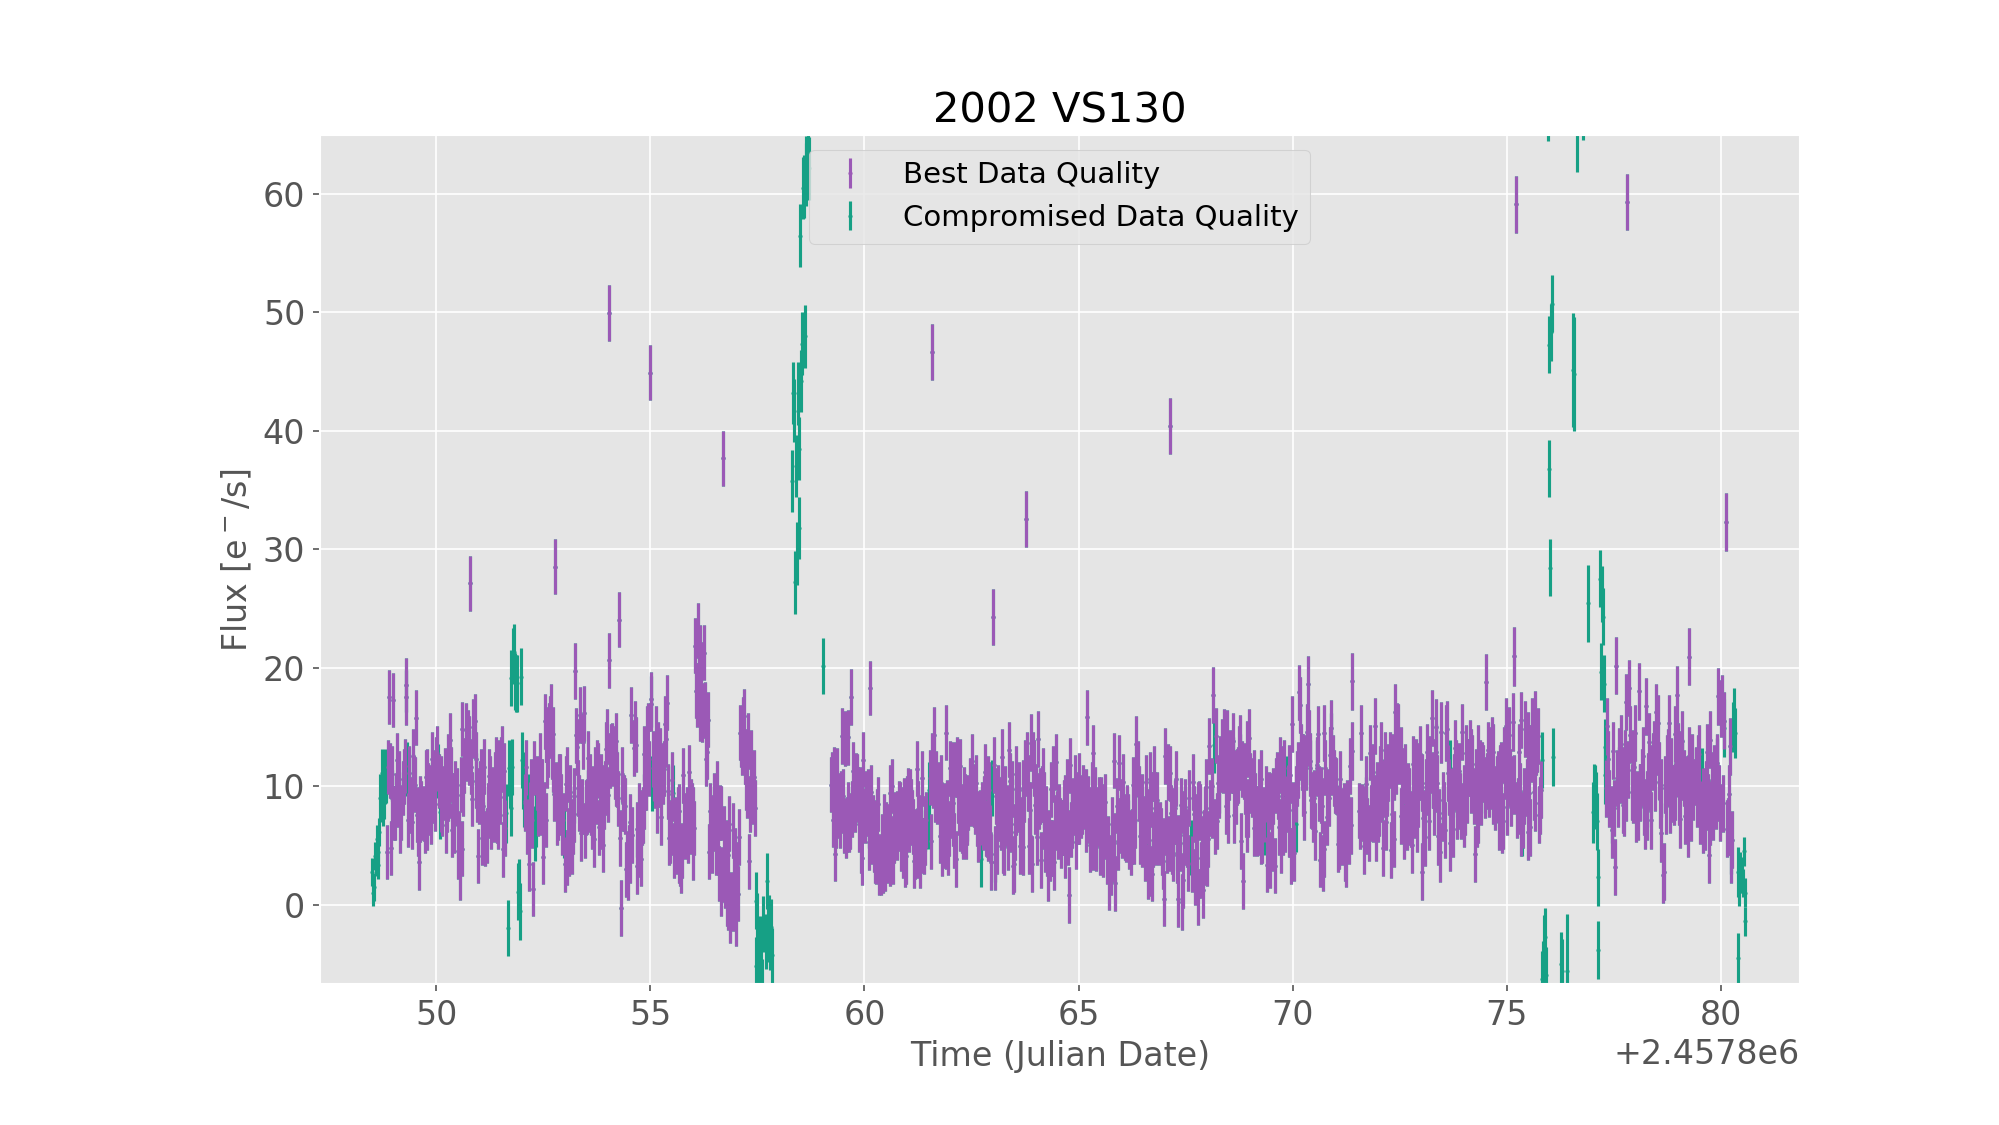 2002 VS130
Best Data Quality
Compromised Data Quality
60
50
40
30
20
10
0
Flux [e⁻/s]
50 55 60 65 70 75 80
Time (Julian Date)
+2.4578e6